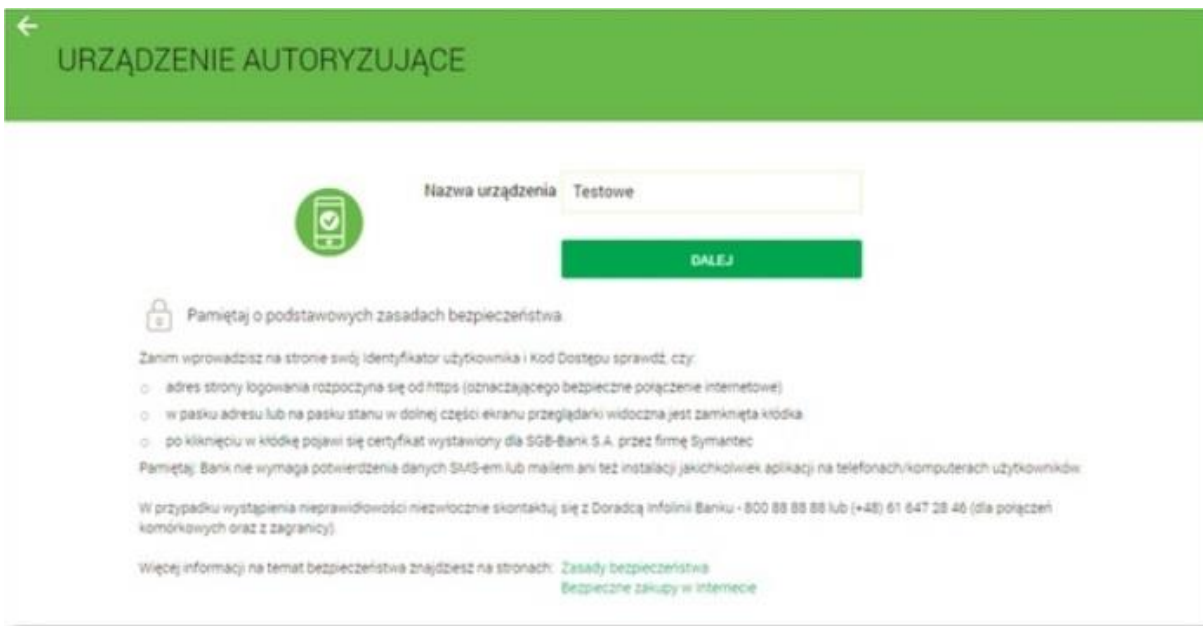 URZĄDZENIE AUTORYZUJĄCE
Nazwa urządzenia Testowe
DALEJ
Pamiętaj o podstawowych zasadach bezpieczeństwa.
Zanim wprowadzisz na stronie swój Identyfikator użytkownika i Kod Dostępu sprawdź, czy:
adres strony logowania rozpoczyna się od https (oznaczającego bezpieczne połączenie internetowe)
w pasku adresu lub na pasku stanu w dolnej części ekranu przeglądarki widoczna jest zamknięta kłódka
po kliknięciu w kłódkę pojawi się certyfikat wystawiony dla SGB-Bank S.A. przez firmę Symantec
Pamiętaj: Bank nie wymaga potwierdzenia danych SMS-em lub mailem ani też instalacji jakichkolwiek aplikacji na telefonach/komputerach użytkowników
W przypadku wystąpienia nieprawidłowości niezwłocznie skontaktuj się z Doradcą Infolinii Banku - 800 88 88 88 lub (+48) 61 647 28 46 (dla połączeń
komórkowych oraz z zagranicy).
Więcej informacji na temat bezpieczeństwa znajdziesz na stronach: Zasady bezpieczeństwa
Bezpieczne zakupy w Internecie